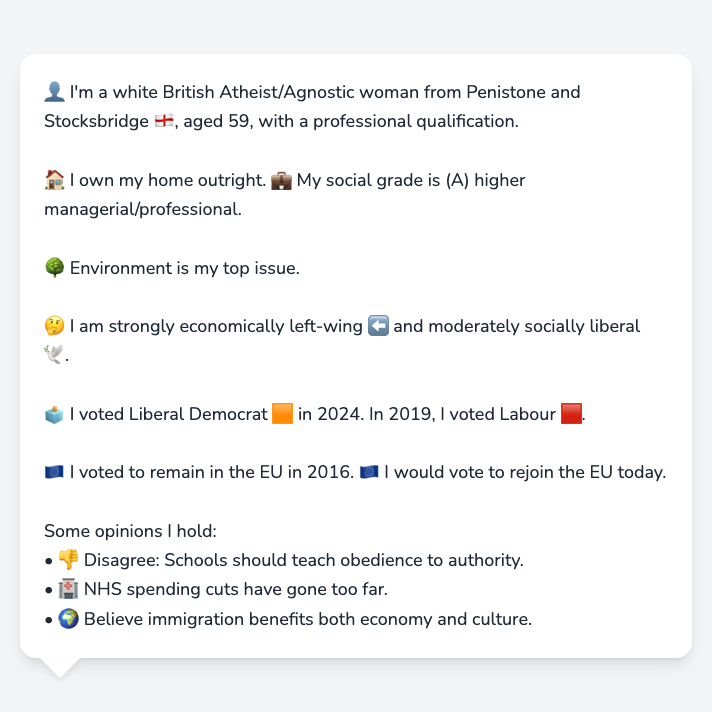 👤 I'm a white British Atheist/Agnostic woman from Penistone and
Stocksbridge 🏴󠁧󠁢󠁥󠁮󠁧󠁿, aged 59, with a professional qualification.
🏠 I own my home outright. 💼 My social grade is (A) higher
managerial/professional.
🌳 Environment is my top issue.
🤔 I am strongly economically left-wing ⬅️ and moderately socially liberal
🕊️.
🗳️ I voted Liberal Democrat 🟧 in 2024. In 2019, I voted Labour 🟥.
🇪🇺 I voted to remain in the EU in 2016. 🇪🇺 I would vote to rejoin the EU today.
Some opinions I hold:
• 👎 Disagree: Schools should teach obedience to authority.
• 🏥 NHS spending cuts have gone too far.
• 🌍 Believe immigration benefits both economy and culture.